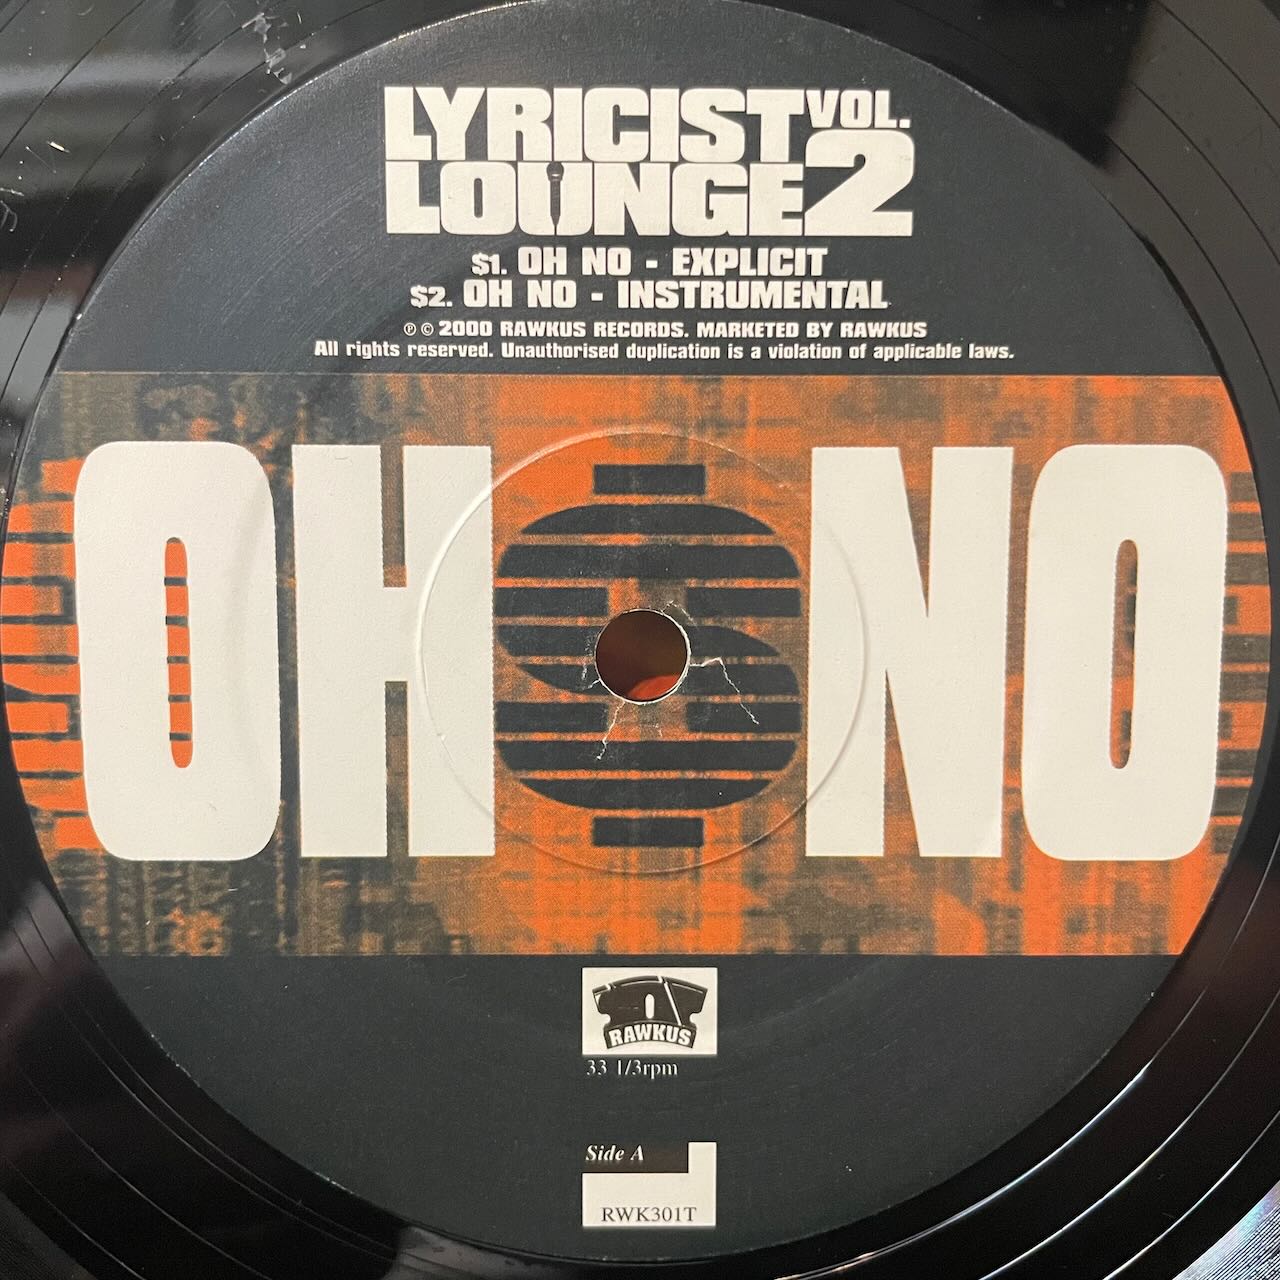 LYRICIST VOL.
LOUNGE 2
$1. OH NO - EXPLICIT
$2. OH NO - INSTRUMENTAL
℗ © 2000 RAWKUS RECORDS. MARKETED BY RAWKUS
All rights reserved. Unauthorised duplication is a violation of applicable laws.
OH NO
RAWKUS
33 1/3rpm
Side A
RWK301T